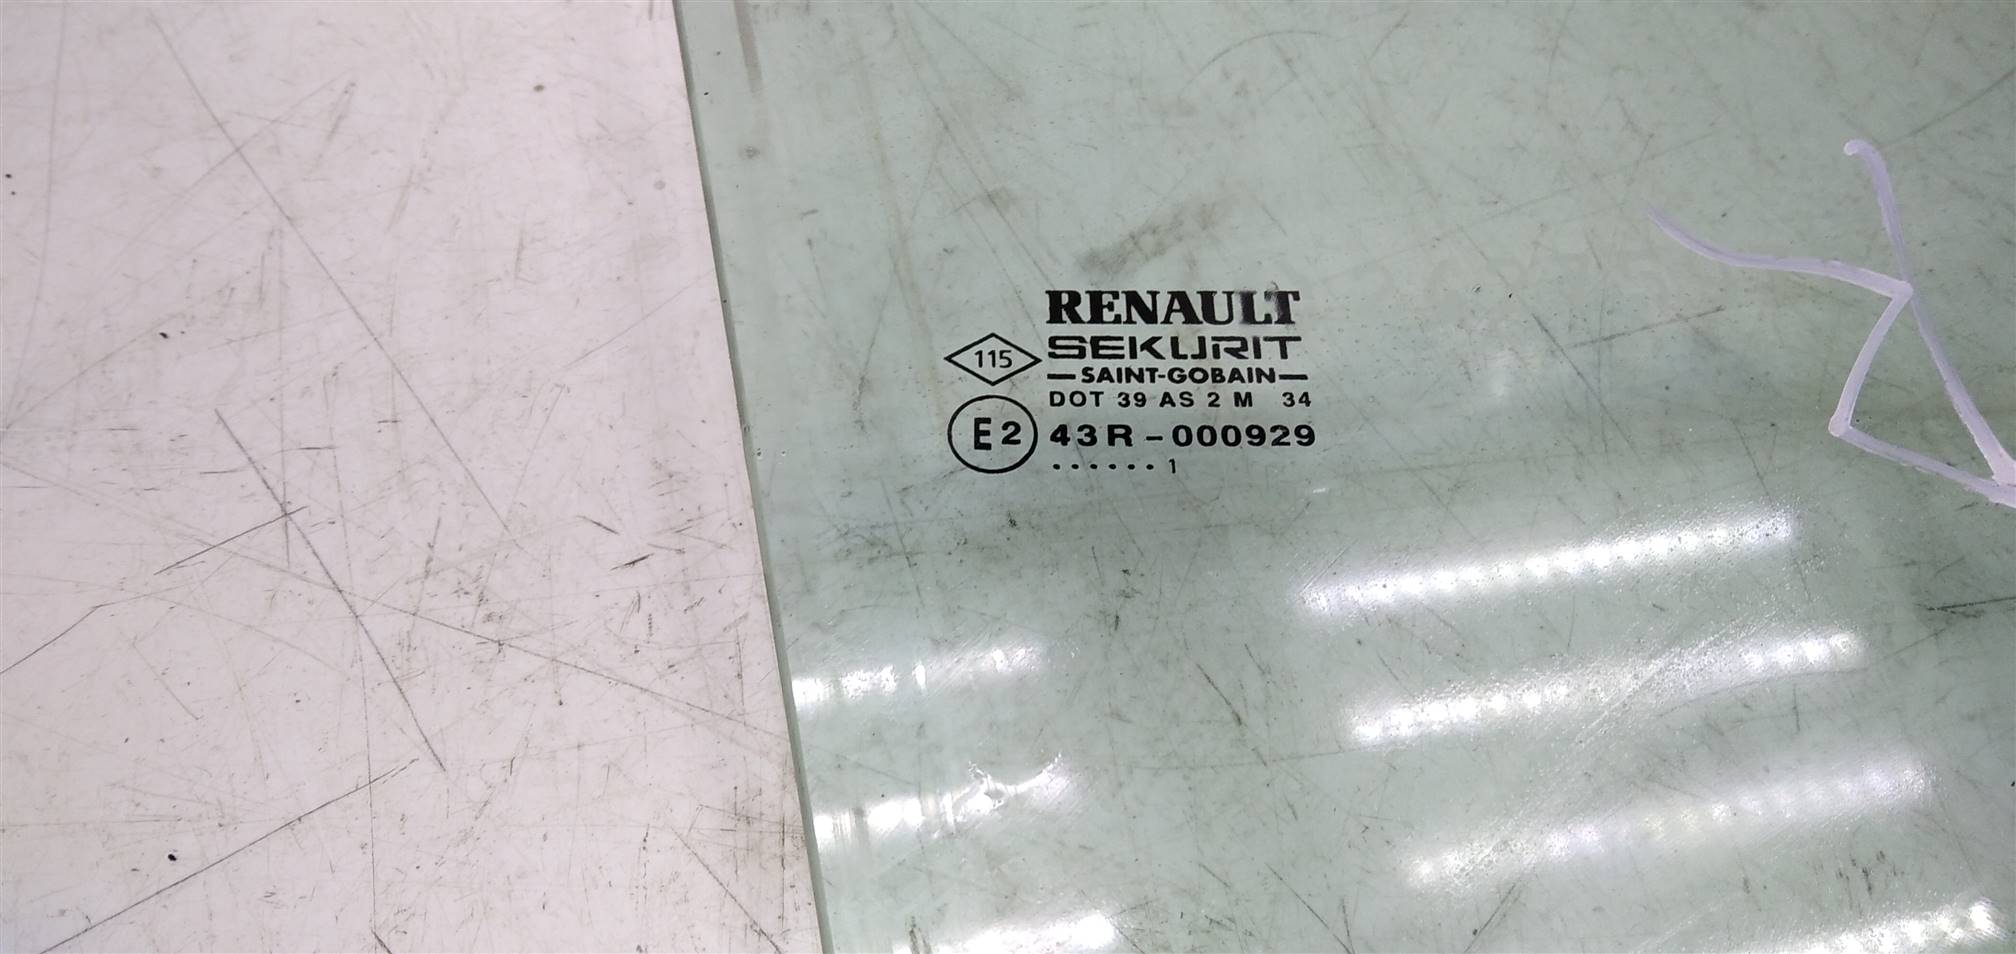 RENAULT
115
SEKURIT
SAINT-GOBAIN
DOT 39 AS 2 M 34
E2 43R-000929
......1